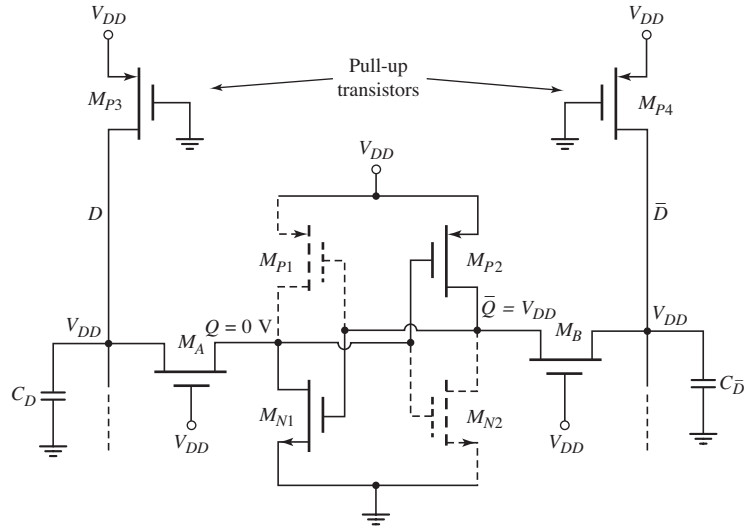 V_DD
V_DD
Pull-up
transistors
M_P3
M_P4
V_DD
D
D̄
M_P1
M_P2
Q̄ = V_DD
V_DD
Q = 0 V
M_A
M_B
V_DD
C_D
C_D̄
M_N1
M_N2
V_DD
V_DD